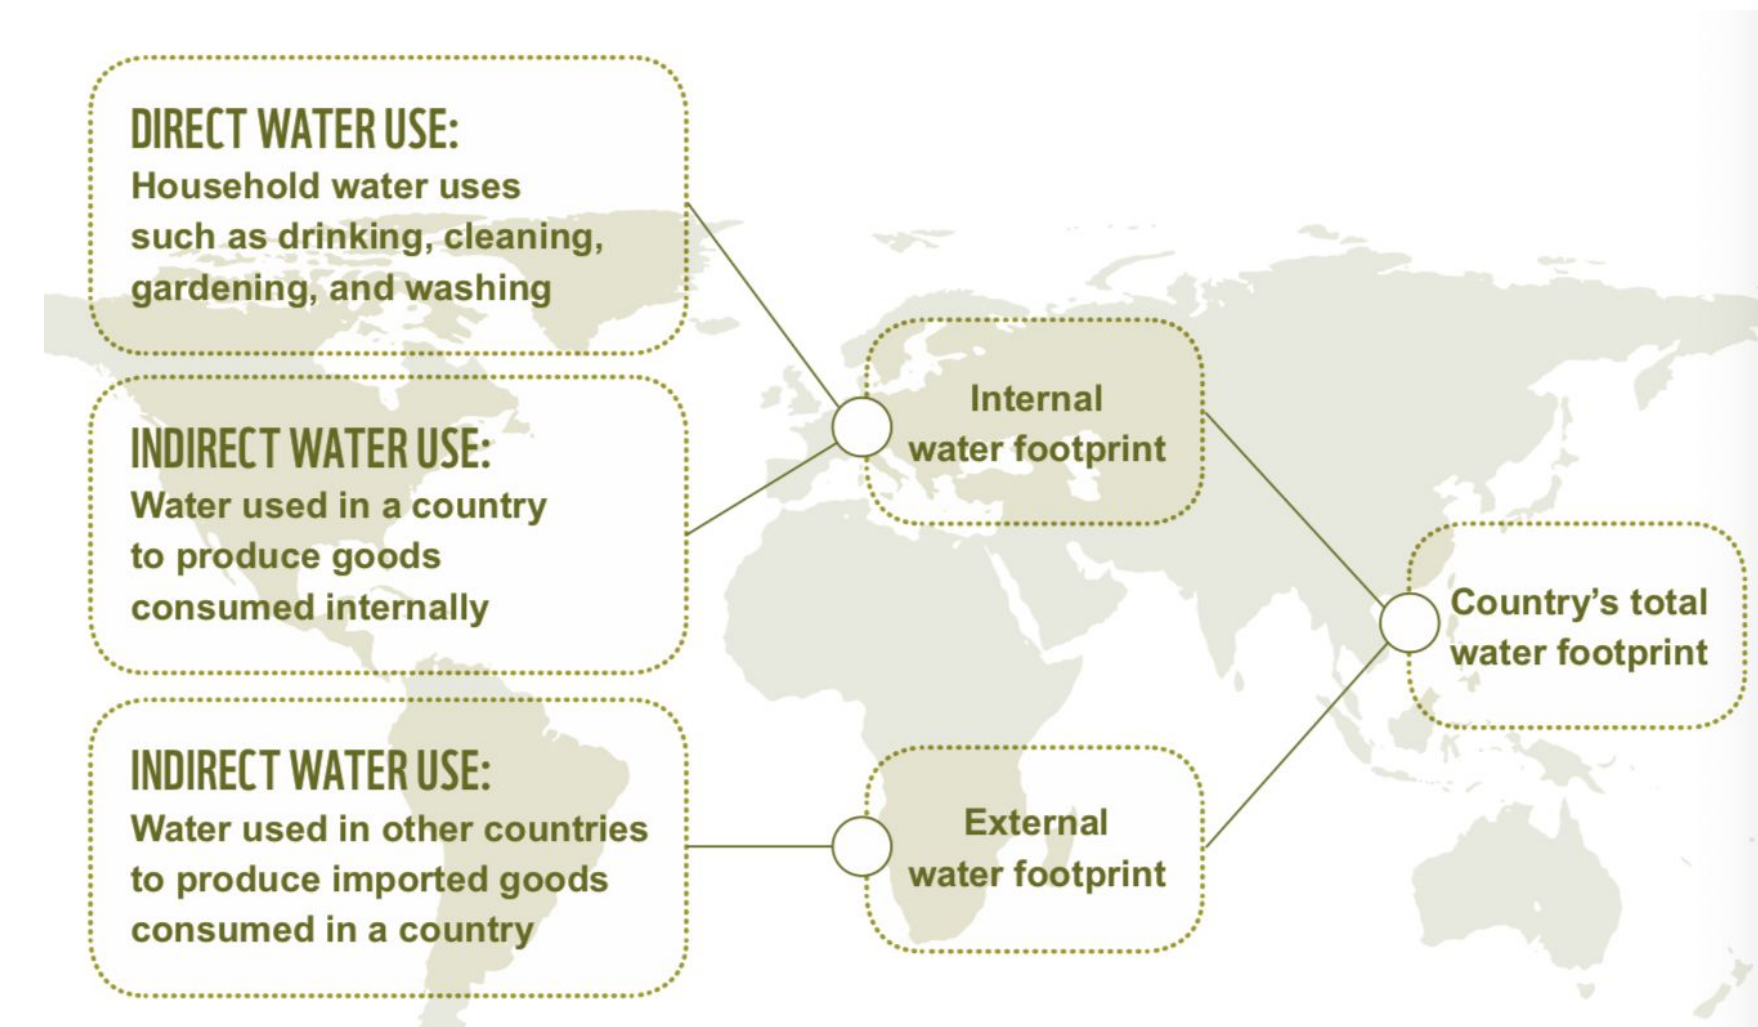 DIRECT WATER USE:
Household water uses
such as drinking, cleaning,
gardening, and washing
INDIRECT WATER USE:
Water used in a country
to produce goods
consumed internally
INDIRECT WATER USE:
Water used in other countries
to produce imported goods
consumed in a country
Internal
water footprint
External
water footprint
Country’s total
water footprint